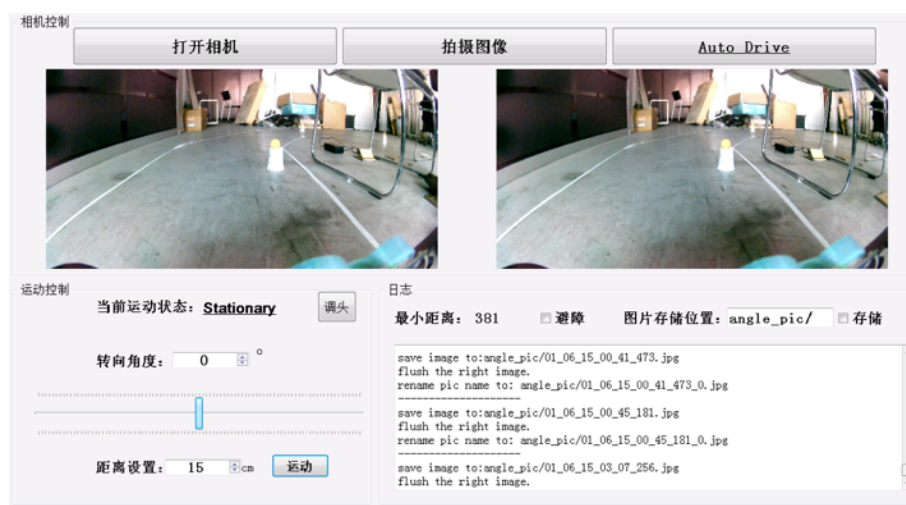 相机控制
打开相机 拍摄图像 Auto Drive
运动控制
当前运动状态：Stationary 调头
转向角度： 0 °
距离设置： 15 cm 运动
日志
最小距离： 381 避障 图片存储位置：angle_pic/ 存储
save image to:angle_pic/01_06_15_00_41_473.jpg
flush the right image.
rename pic name to: angle_pic/01_06_15_00_41_473_0.jpg
--------------------
save image to:angle_pic/01_06_15_00_45_181.jpg
flush the right image.
rename pic name to: angle_pic/01_06_15_00_45_181_0.jpg
--------------------
save image to:angle_pic/01_06_15_03_07_256.jpg
flush the right image.